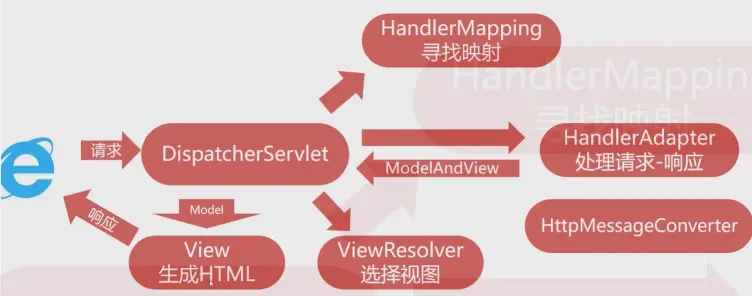 HandlerMapping
寻找映射
HandlerMappin
寻找映射
请求
DispatcherServlet
HandlerAdapter
处理请求-响应
ModelAndView
响应
Model
HttpMessageConverter
View
生成HTML
ViewResolver
选择视图